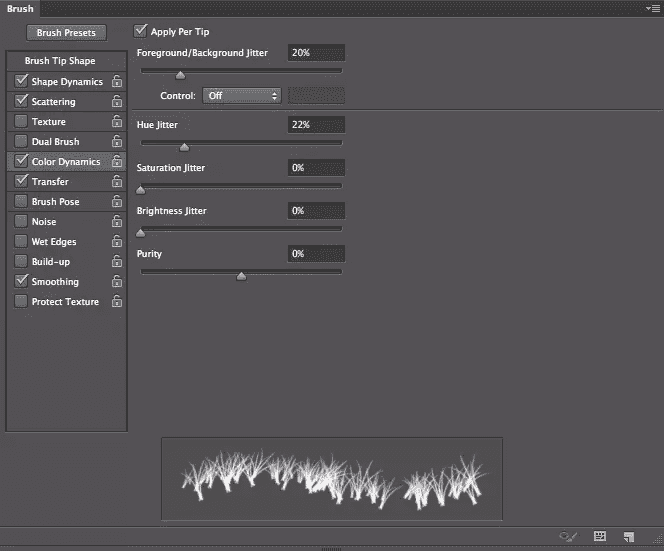 Brush
Brush Presets
Apply Per Tip
Brush Tip Shape
Foreground/Background Jitter 20%
Shape Dynamics
Scattering
Control: Off
Texture
Hue Jitter 22%
Dual Brush
Color Dynamics
Saturation Jitter 0%
Transfer
Brush Pose
Brightness Jitter 0%
Noise
Wet Edges
Purity 0%
Build-up
Smoothing
Protect Texture